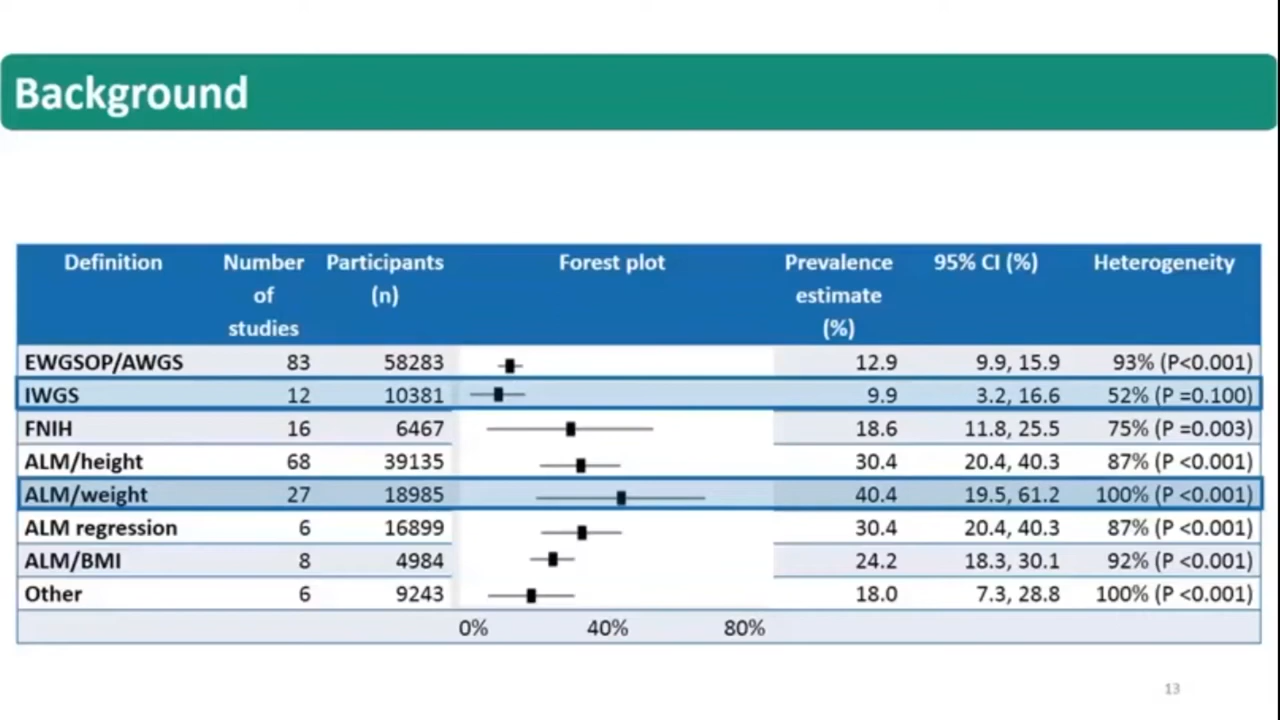 Background
Definition Number of studies Participants (n) Forest plot Prevalence estimate (%) 95% CI (%) Heterogeneity
EWGSOP/AWGS 83 58283 12.9 9.9, 15.9 93% (P<0.001)
IWGS 12 10381 9.9 3.2, 16.6 52% (P =0.100)
FNIH 16 6467 18.6 11.8, 25.5 75% (P =0.003)
ALM/height 68 39135 30.4 20.4, 40.3 87% (P <0.001)
ALM/weight 27 18985 40.4 19.5, 61.2 100% (P <0.001)
ALM regression 6 16899 30.4 20.4, 40.3 87% (P <0.001)
ALM/BMI 8 4984 24.2 18.3, 30.1 92% (P <0.001)
Other 6 9243 18.0 7.3, 28.8 100% (P <0.001)
0% 40% 80%
13